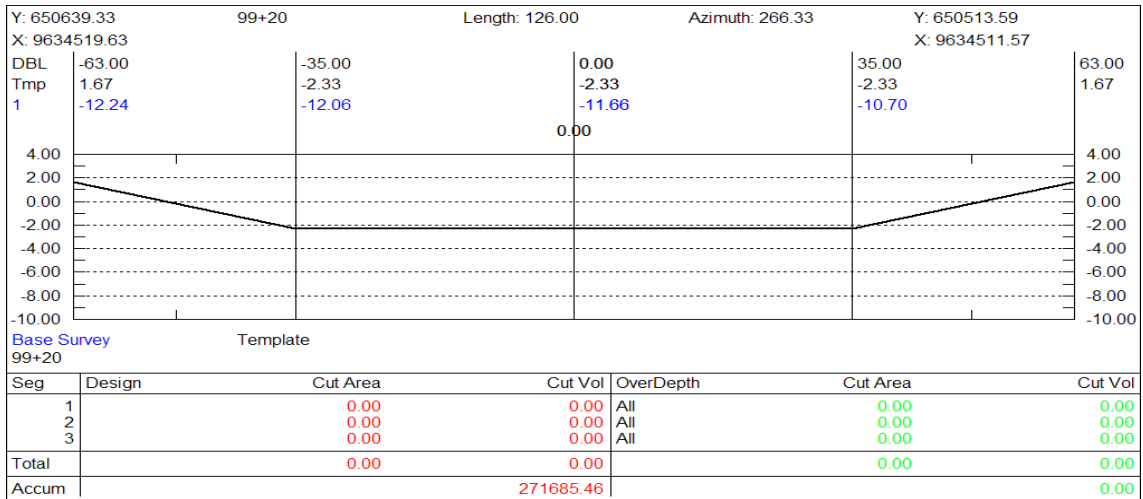 Y: 650639.33 99+20 Length: 126.00 Azimuth: 266.33 Y: 650513.59
X: 9634519.63 X: 9634511.57
DBL -63.00 -35.00 0.00 35.00 63.00
Tmp 1.67 -2.33 -2.33 -2.33 1.67
1 -12.24 -12.06 -11.66 -10.70
0.00
4.00 4.00
2.00 2.00
0.00 0.00
-2.00 -2.00
-4.00 -4.00
-6.00 -6.00
-8.00 -8.00
-10.00 -10.00
Base Survey Template
99+20
Seg Design Cut Area Cut Vol OverDepth Cut Area Cut Vol
1 0.00 0.00 All 0.00 0.00
2 0.00 0.00 All 0.00 0.00
3 0.00 0.00 All 0.00 0.00
Total 0.00 0.00 0.00 0.00
Accum 271685.46 0.00